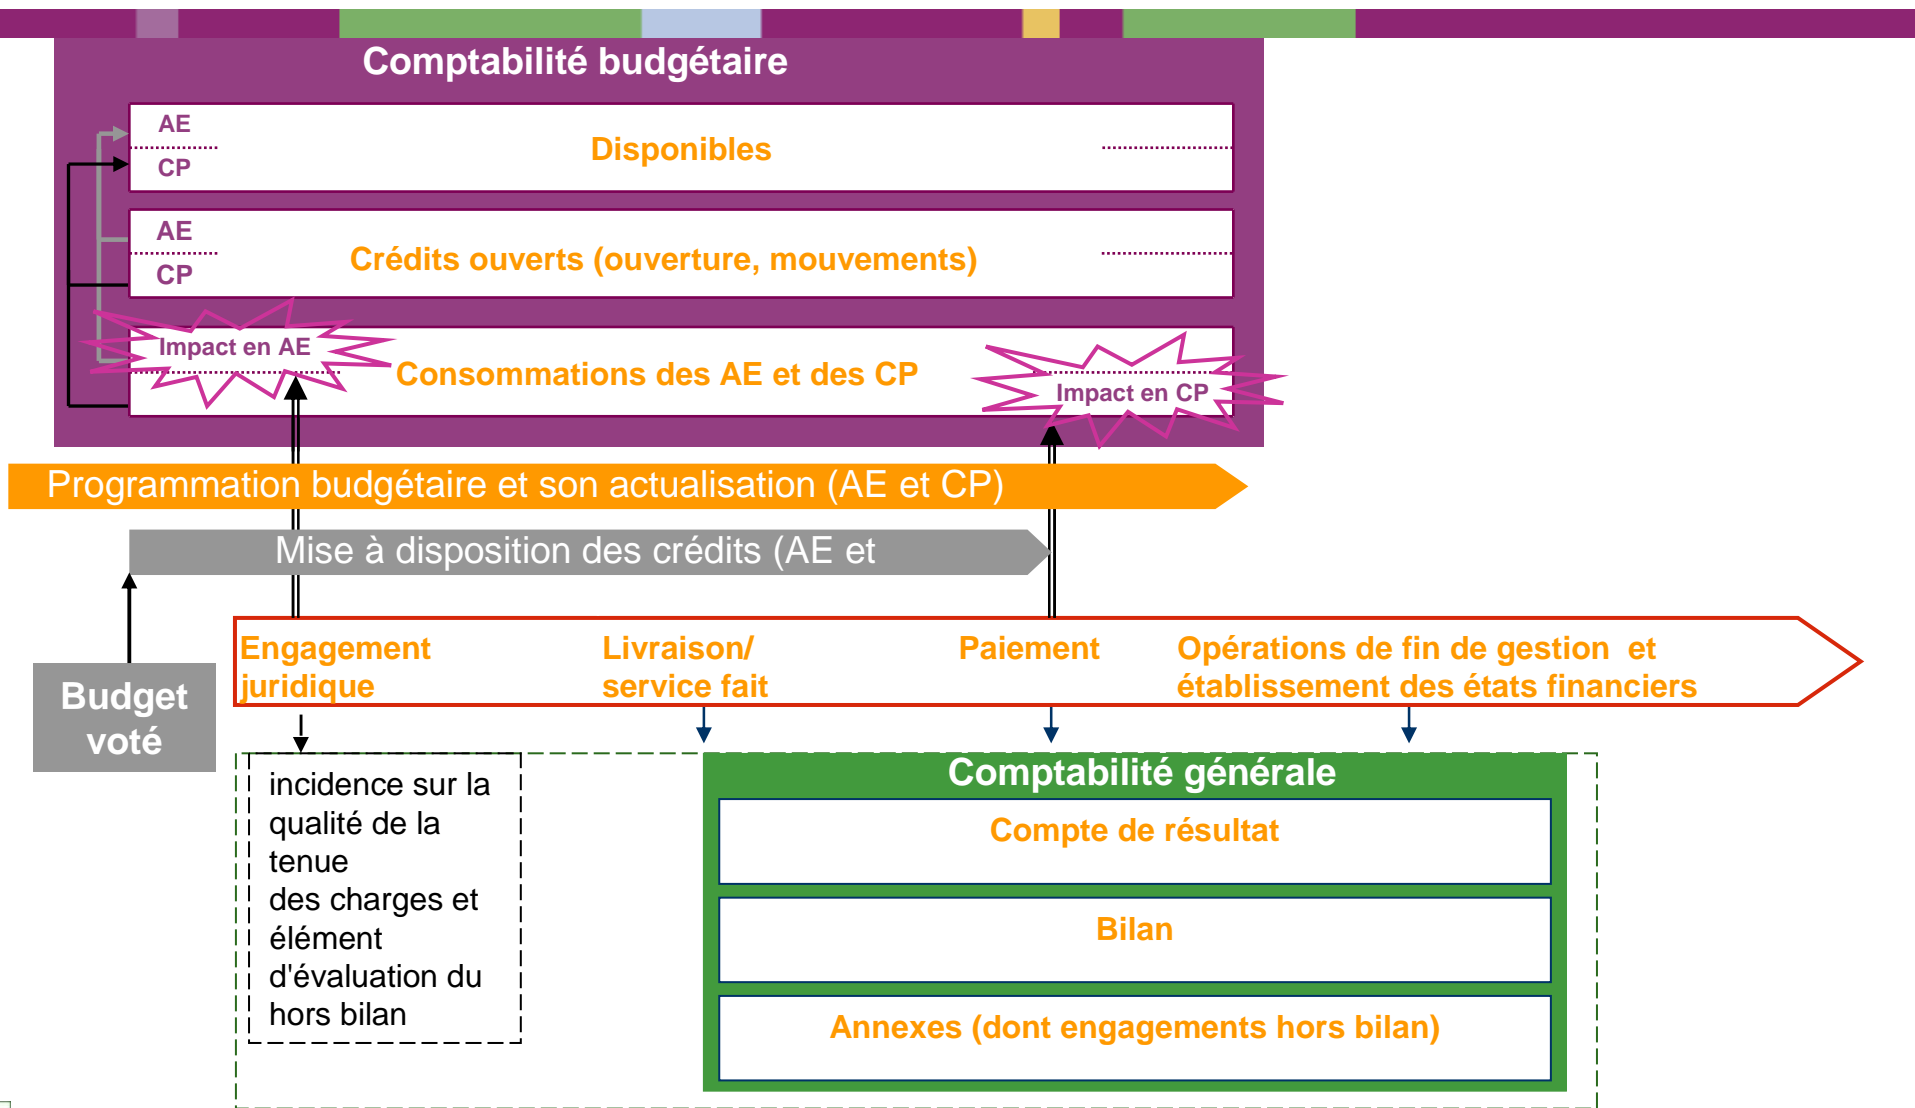 Comptabilité budgétaire
AE
Disponibles
CP
AE
Crédits ouverts (ouverture, mouvements)
CP
Impact en AE
Consommations des AE et des CP
Impact en CP
Programmation budgétaire et son actualisation (AE et CP)
Mise à disposition des crédits (AE et
Budget
voté
Engagement
juridique
Livraison/
service fait
Paiement
Opérations de fin de gestion et
établissement des états financiers
incidence sur la
qualité de la
tenue
des charges et
élément
d'évaluation du
hors bilan
Comptabilité générale
Compte de résultat
Bilan
Annexes (dont engagements hors bilan)